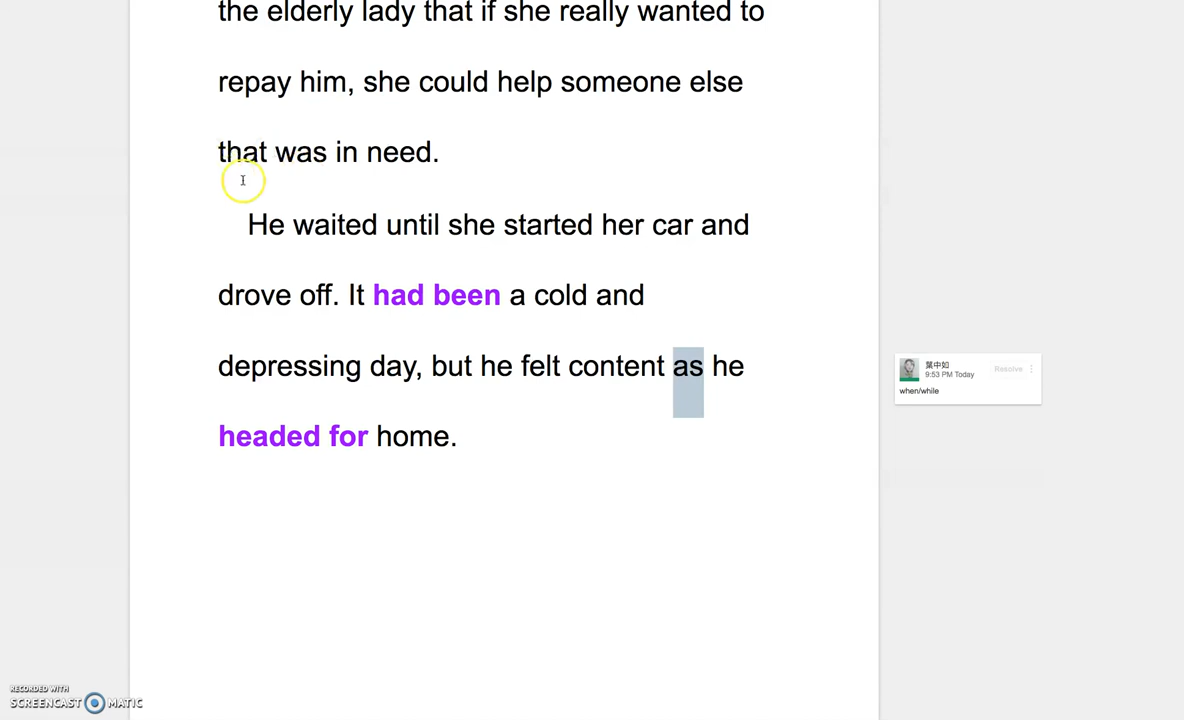 the elderly lady that if she really wanted to
repay him, she could help someone else
that was in need.
He waited until she started her car and
drove off. It had been a cold and
depressing day, but he felt content as he
headed for home.
葉中如
9:53 PM Today
Resolve
when/while
RECORDED WITH
SCREENCAST MATIC